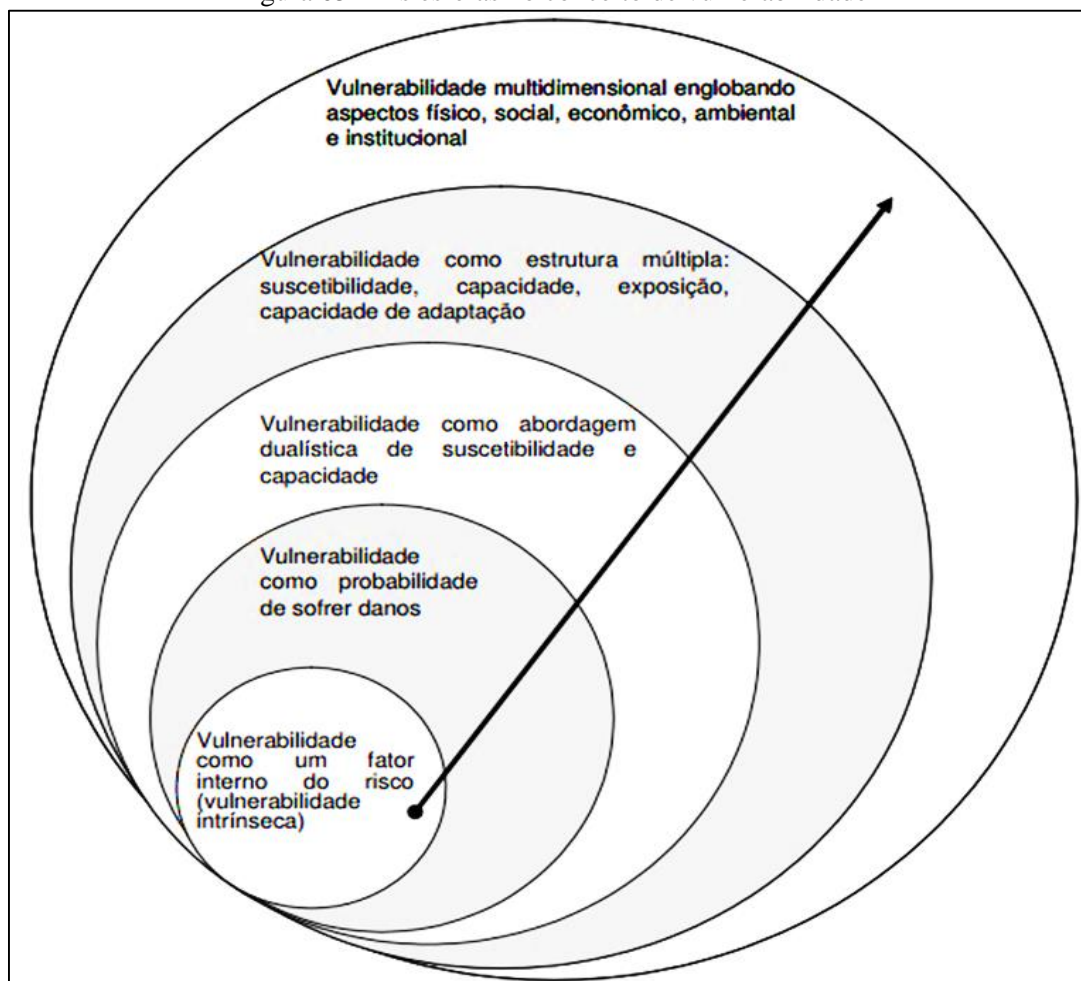 Vulnerabilidade multidimensional englobando
aspectos físico, social, econômico, ambiental
e institucional
Vulnerabilidade como estrutura múltipla:
suscetibilidade, capacidade, exposição,
capacidade de adaptação
Vulnerabilidade como abordagem
dualística de suscetibilidade e
capacidade
Vulnerabilidade
como probabilidade
de sofrer danos
Vulnerabilidade
como um fator
interno do risco
(vulnerabilidade
intrínseca)